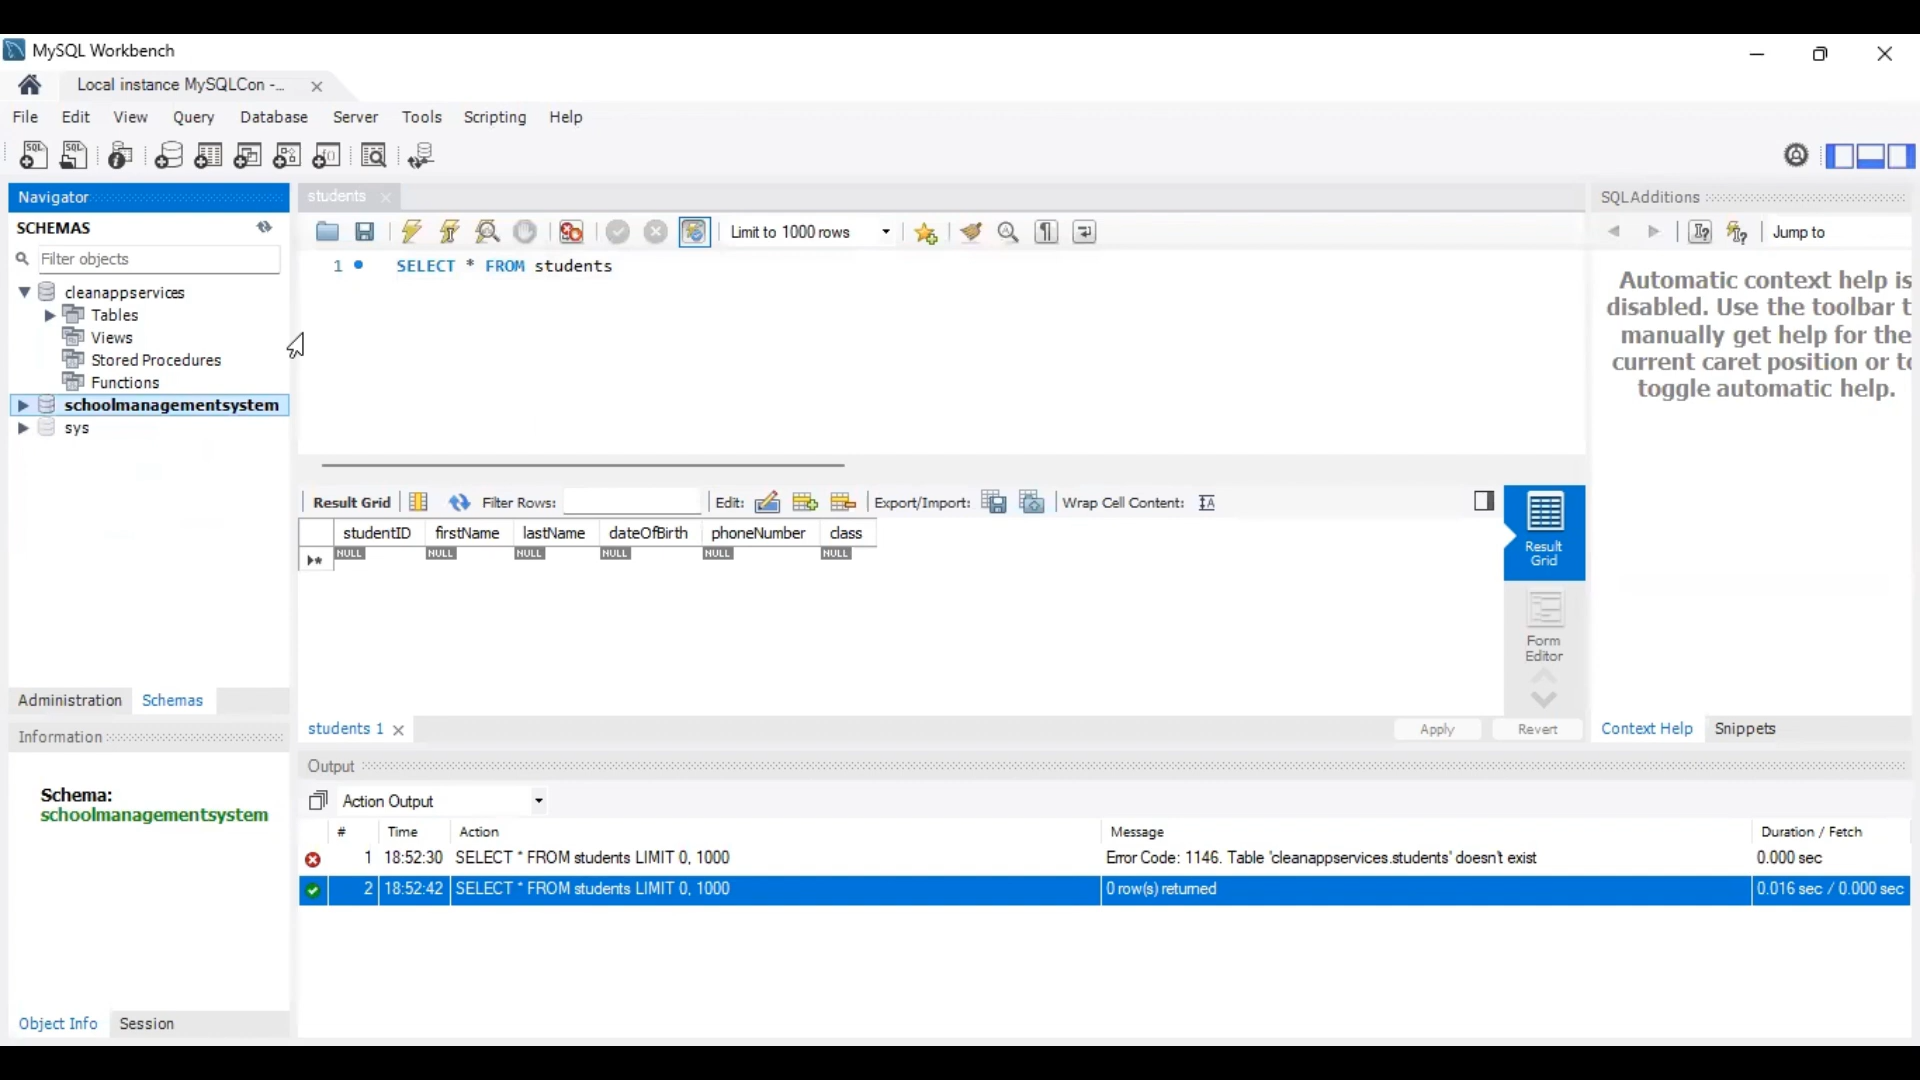 MySQL Workbench
Local instance MySQLCon -...
File Edit View Query Database Server Tools Scripting Help
Navigator
SCHEMAS
Filter objects
cleanappservices
Tables
Views
Stored Procedures
Functions
schoolmanagementsystem
sys
Administration Schemas
Information
Schema:
schoolmanagementsystem
Object Info Session
students
Limit to 1000 rows
1 SELECT * FROM students
Result Grid Filter Rows: Edit: Export/Import: Wrap Cell Content:
studentID firstName lastName dateOfBirth phoneNumber class
NULL NULL NULL NULL NULL NULL
Result
Grid
Form
Editor
students 1 Apply Revert
SQLAdditions
Jump to
Automatic context help is
disabled. Use the toolbar t
manually get help for the
current caret position or to
toggle automatic help.
Context Help Snippets
Output
Action Output
# Time Action Message Duration / Fetch
1 18:52:30 SELECT * FROM students LIMIT 0, 1000 Error Code: 1146. Table 'cleanappservices.students' doesn't exist 0.000 sec
2 18:52:42 SELECT * FROM students LIMIT 0, 1000 0 row(s) returned 0.016 sec / 0.000 sec